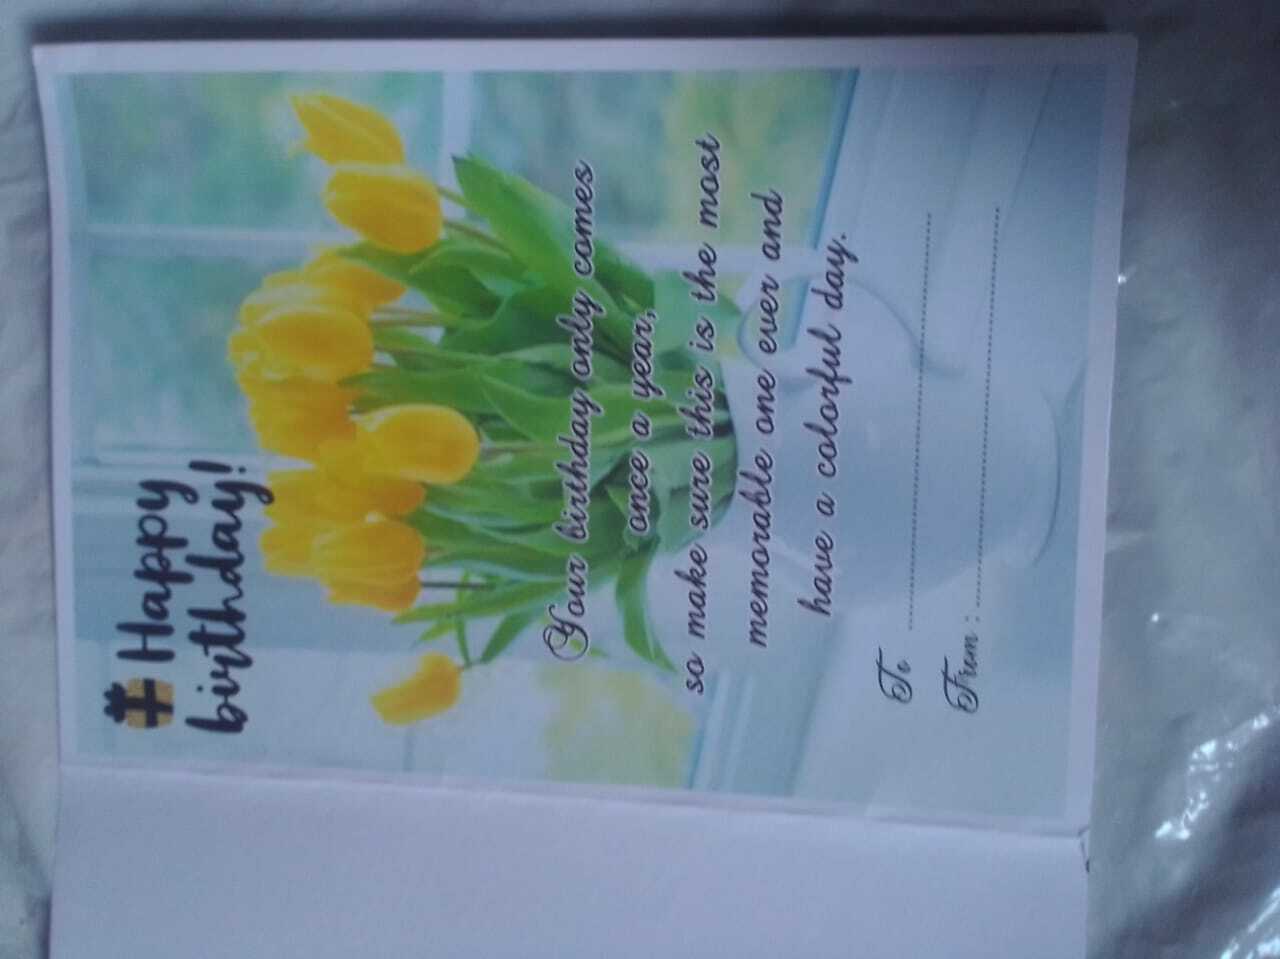 Happy
birthday!
Your birthday only comes
once a year,
so make sure this is the most
memorable one ever and
have a colorful day.
To ..............................
From : ..............................